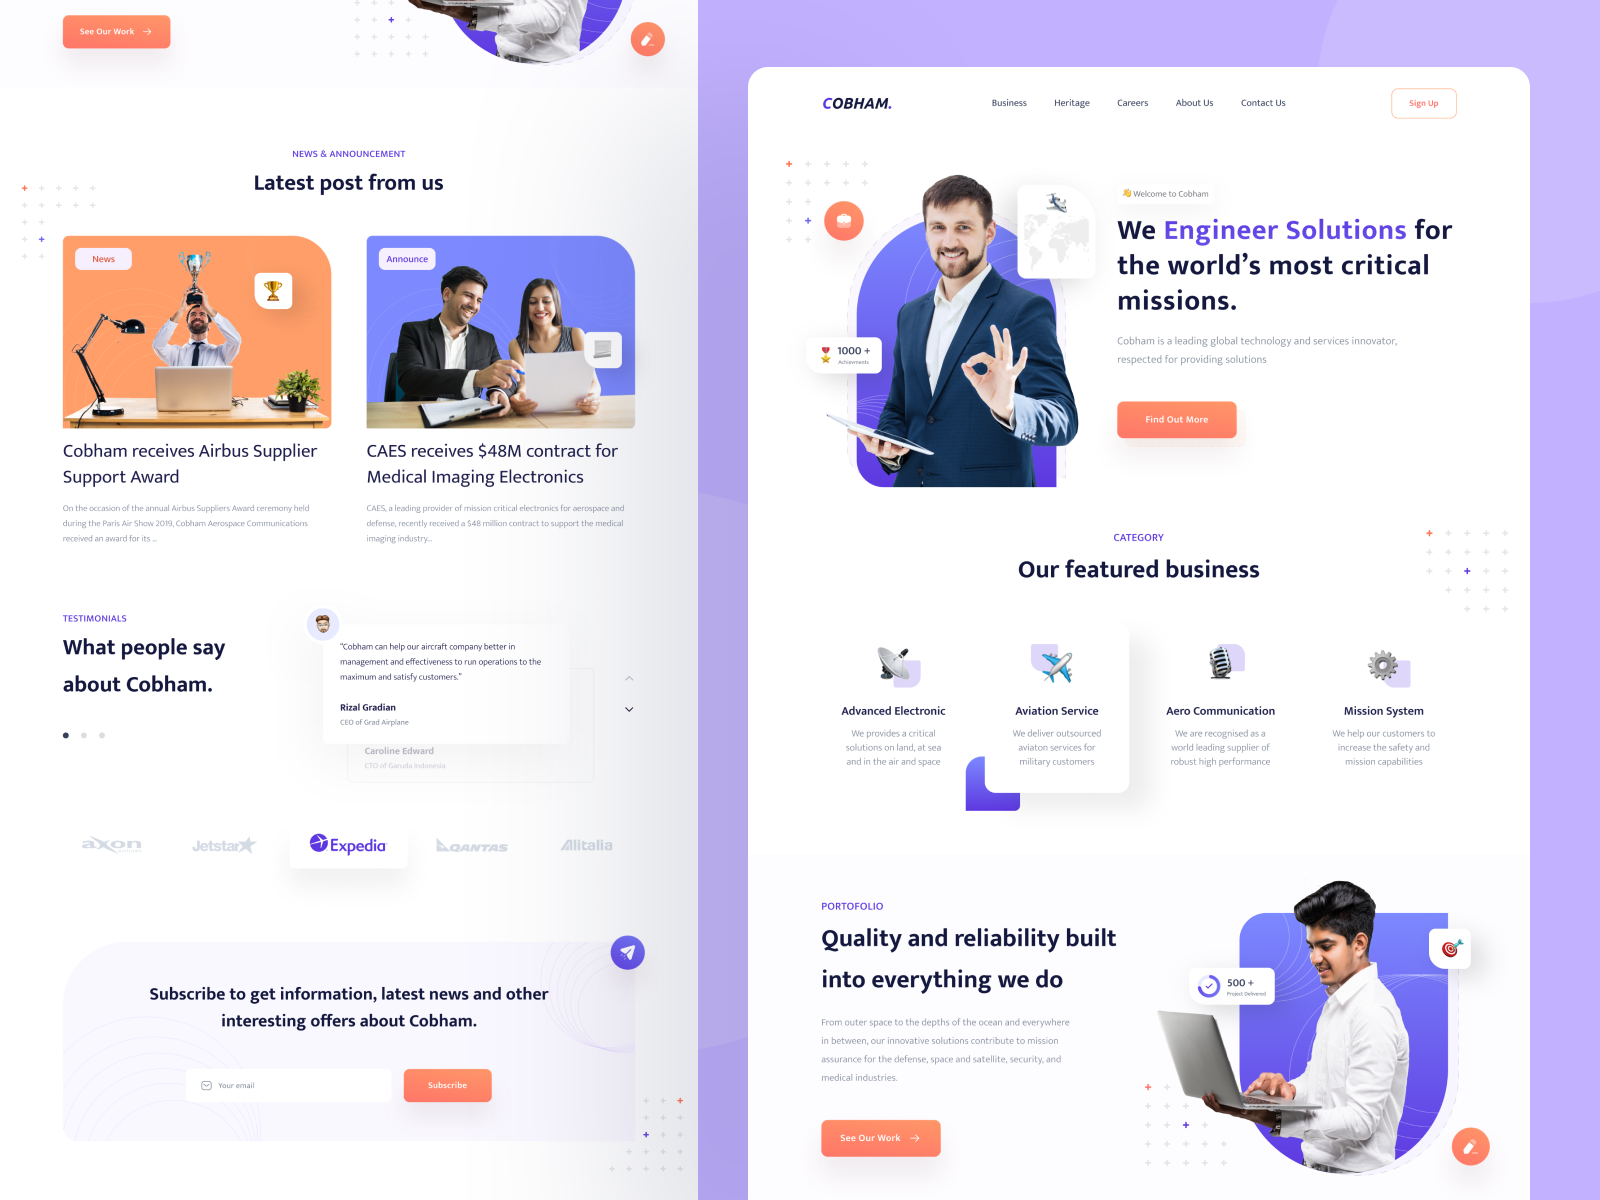 See Our Work
NEWS & ANNOUNCEMENT
Latest post from us
News
Announce
Cobham receives Airbus Supplier
Support Award
On the occasion of the annual Airbus Suppliers Award ceremony held
during the Paris Air Show 2019, Cobham Aerospace Communications
received an award for its ...
CAES receives $48M contract for
Medical Imaging Electronics
CAES, a leading provider of mission critical electronics for aerospace and
defense, recently received a $48 million contract to support the medical
imaging industry...
TESTIMONIALS
What people say
about Cobham.
“Cobham can help our aircraft company better in
management and effectiveness to run operations to the
maximum and satisfy customers.”
Rizal Gradian
CEO of Grad Airplane
Caroline Edward
CTO of Garuda Indonesia
axon
Jetstar
Expedia
QANTAS
Alitalia
Subscribe to get information, latest news and other
interesting offers about Cobham.
Your email
Subscribe
COBHAM.
Business
Heritage
Careers
About Us
Contact Us
Sign Up
Welcome to Cobham
We Engineer Solutions for
the world’s most critical
missions.
Cobham is a leading global technology and services innovator,
respected for providing solutions
Find Out More
1000 +
Achievments
CATEGORY
Our featured business
Advanced Electronic
We provides a critical
solutions on land, at sea
and in the air and space
Aviation Service
We deliver outsourced
aviaton services for
military customers
Aero Communication
We are recognised as a
world leading supplier of
robust high performance
Mission System
We help our customers to
increase the safety and
mission capabilities
PORTOFOLIO
Quality and reliability built
into everything we do
From outer space to the depths of the ocean and everywhere
in between, our innovative solutions contribute to mission
assurance for the defense, space and satellite, security, and
medical industries.
See Our Work
500 +
Project Delivered